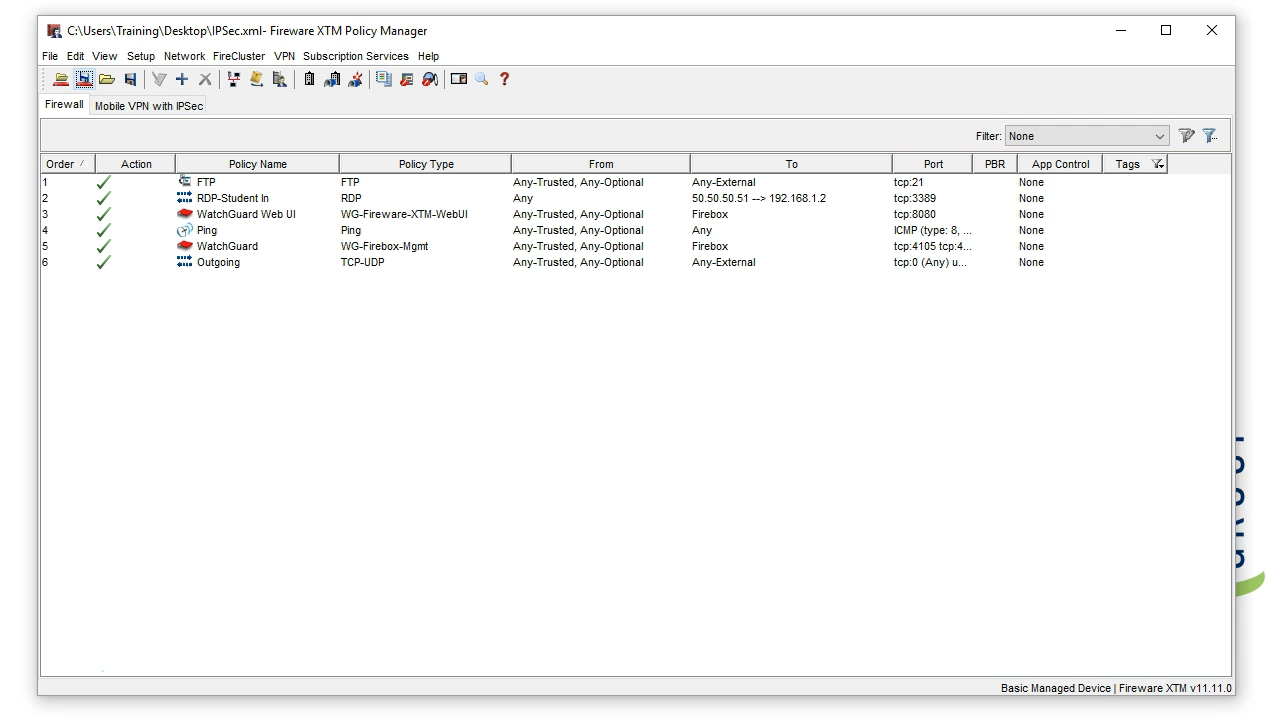 C:\Users\Training\Desktop\IPSec.xml- Fireware XTM Policy Manager
File Edit View Setup Network FireCluster VPN Subscription Services Help
Firewall Mobile VPN with IPSec
Filter: None
Order Action Policy Name Policy Type From To Port PBR App Control Tags
1 FTP FTP Any-Trusted, Any-Optional Any-External tcp:21 None
2 RDP-Student In RDP Any 50.50.50.51 --> 192.168.1.2 tcp:3389 None
3 WatchGuard Web UI WG-Fireware-XTM-WebUI Any-Trusted, Any-Optional Firebox tcp:8080 None
4 Ping Ping Any-Trusted, Any-Optional Any ICMP (type: 8, ... None
5 WatchGuard WG-Firebox-Mgmt Any-Trusted, Any-Optional Firebox tcp:4105 tcp:4... None
6 Outgoing TCP-UDP Any-Trusted, Any-Optional Any-External tcp:0 (Any) u... None
Basic Managed Device | Fireware XTM v11.11.0